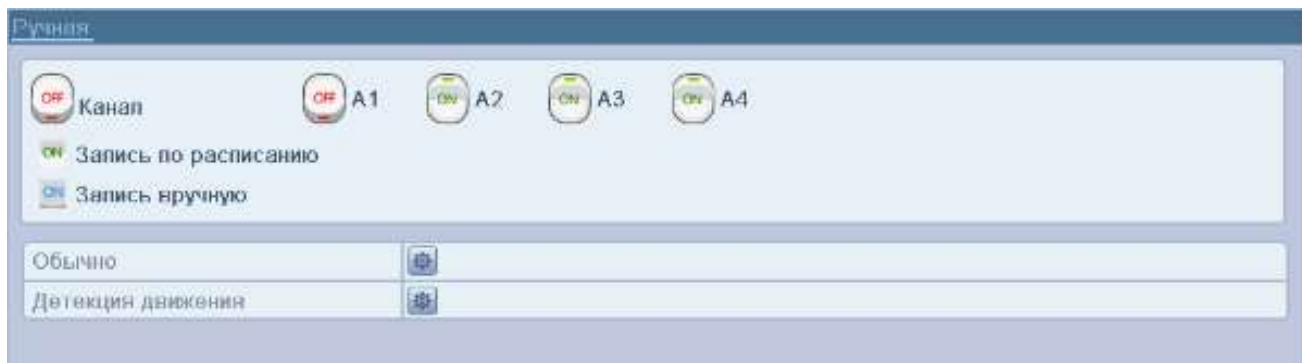 Ручная
OFF Канал OFF A1 ON A2 ON A3 ON A4
ON Запись по расписанию
ON Запись вручную
Обычно
Детекция движения